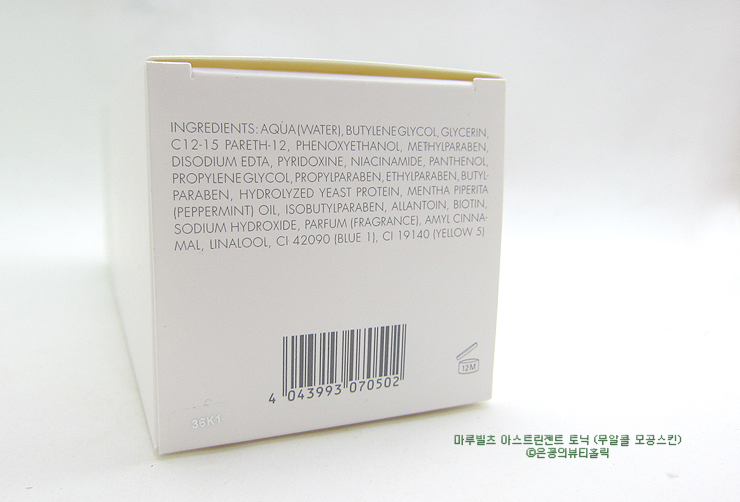 INGREDIENTS: AQUA (WATER), BUTYLENE GLYCOL, GLYCERIN,
C12-15 PARETH-12, PHENOXYETHANOL, METHYLPARABEN,
DISODIUM EDTA, PYRIDOXINE, NIACINAMIDE, PANTHENOL,
PROPYLENE GLYCOL, PROPYLPARABEN, ETHYLPARABEN, BUTYL-
PARABEN, HYDROLYZED YEAST PROTEIN, MENTHA PIPERITA
(PEPPERMINT) OIL, ISOBUTYLPARABEN, ALLANTOIN, BIOTIN,
SODIUM HYDROXIDE, PARFUM (FRAGRANCE), AMYL CINNA-
MAL, LINALOOL, CI 42090 (BLUE 1), CI 19140 (YELLOW 5)
4 043993 070502
12M
36K1
마루빌츠 아스트린젠트 토닉 (무알콜 모공스킨)
©은콩의뷰티홀릭